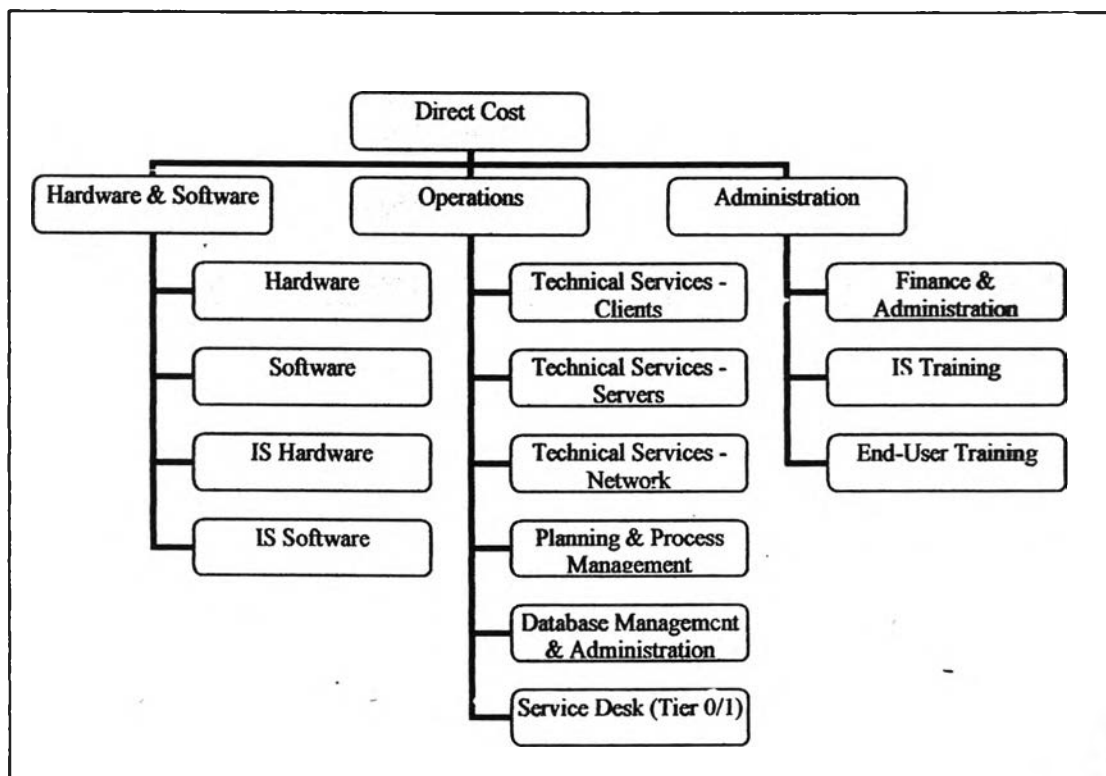 Direct Cost
Hardware & Software
Operations
Administration
Hardware
Software
IS Hardware
IS Software
Technical Services -
Clients
Technical Services -
Servers
Technical Services -
Network
Planning & Process
Management
Database Management
& Administration
Service Desk (Tier 0/1)
Finance &
Administration
IS Training
End-User Training